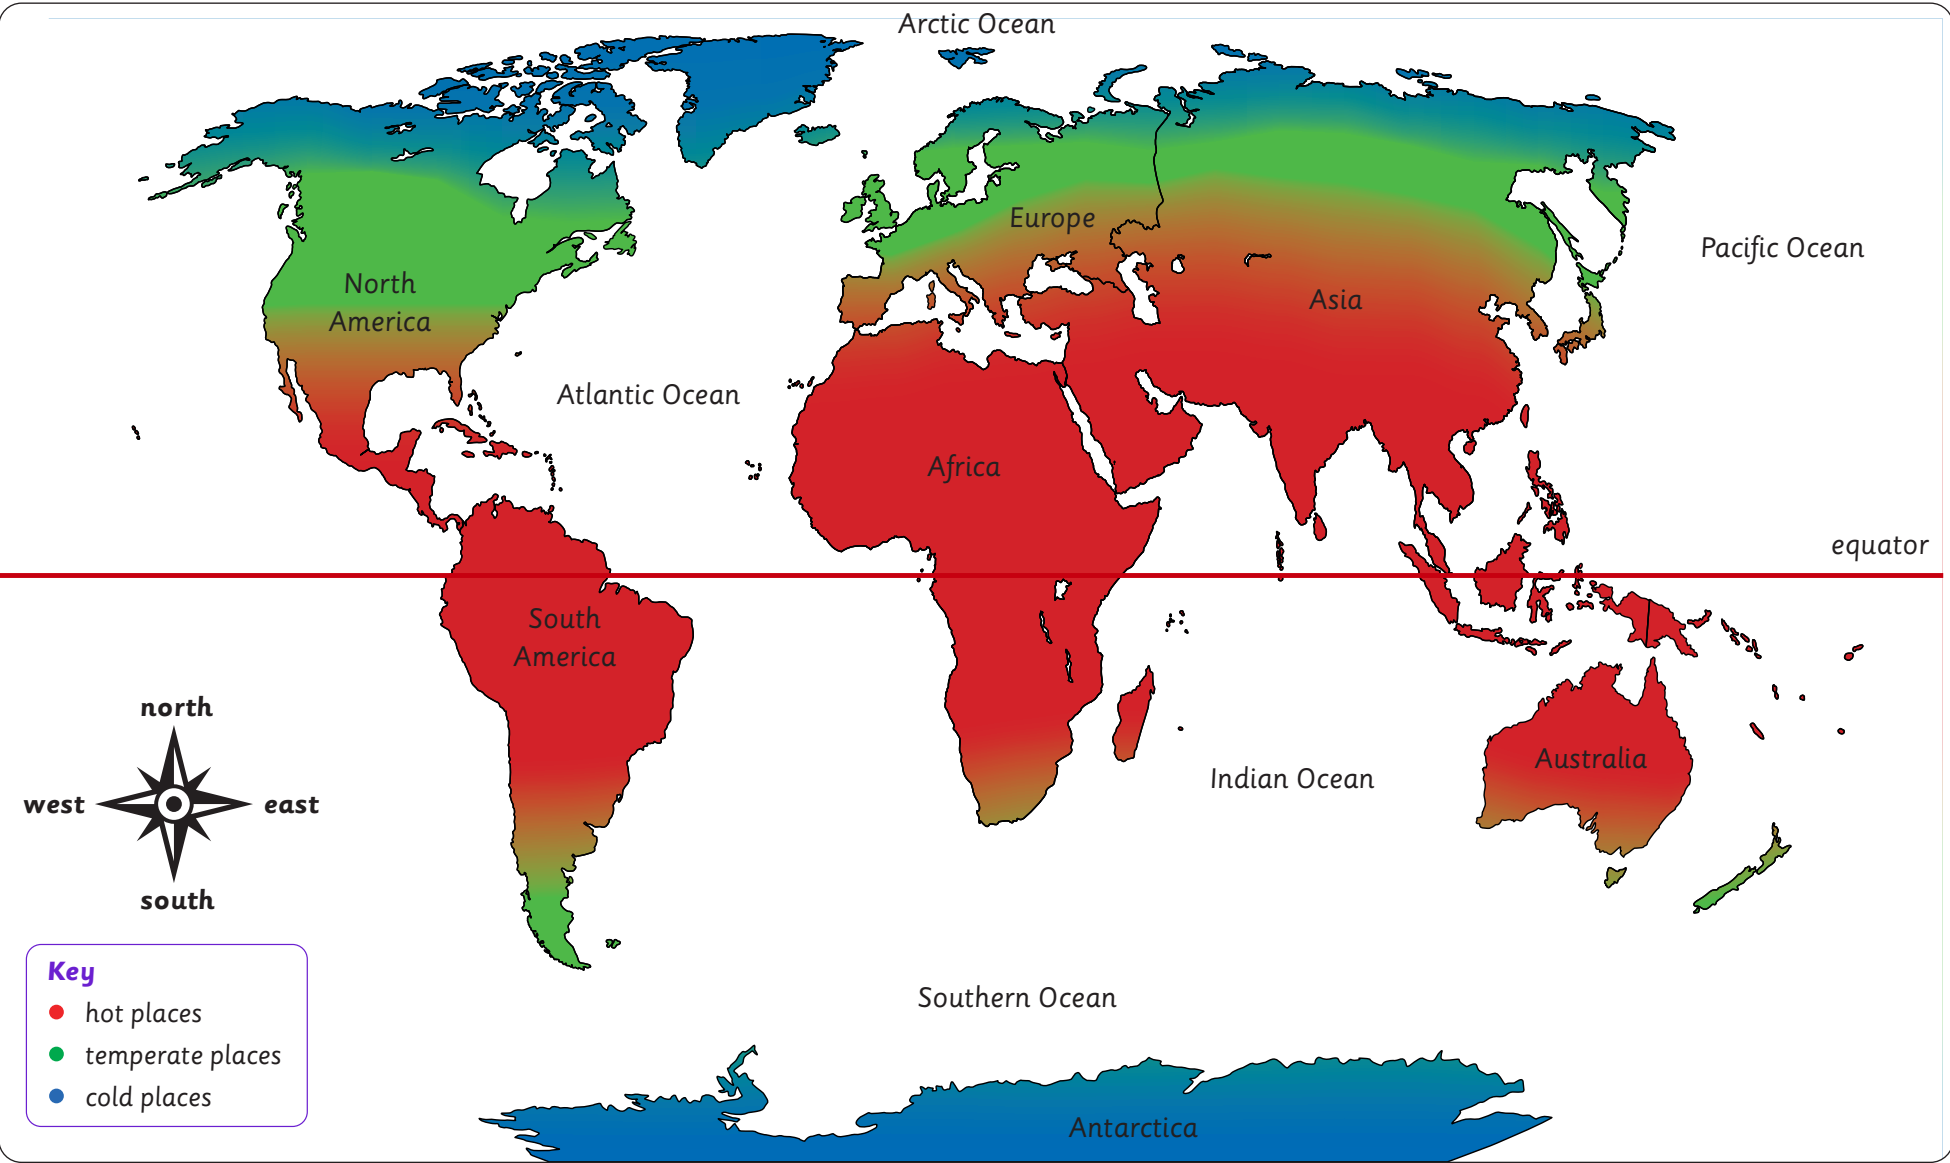 Arctic Ocean
Europe
Pacific Ocean
North
America
Asia
Atlantic Ocean
Africa
equator
South
America
north
west
east
south
Indian Ocean
Australia
Key
hot places
temperate places
cold places
Southern Ocean
Antarctica